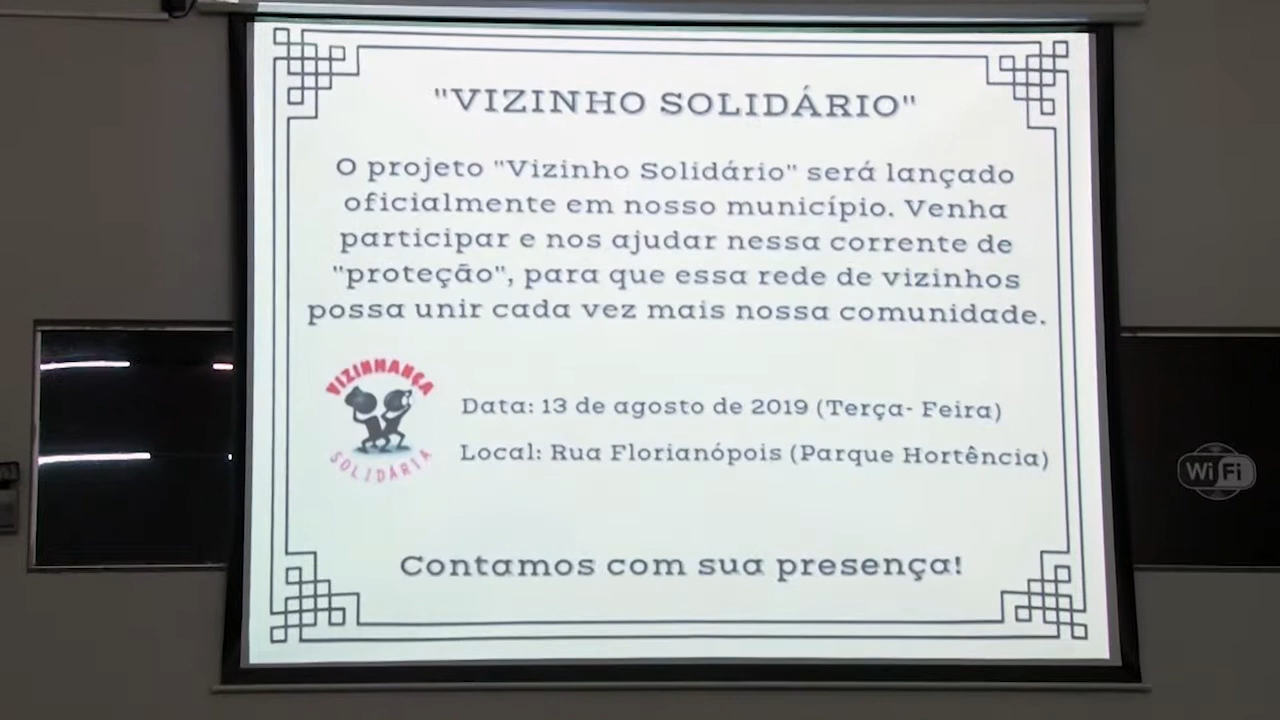 "VIZINHO SOLIDÁRIO"
O projeto "Vizinho Solidário" será lançado
oficialmente em nosso município. Venha
participar e nos ajudar nessa corrente de
"proteção", para que essa rede de vizinhos
possa unir cada vez mais nossa comunidade.
VIZINHANÇA
SOLIDÁRIA
Data: 13 de agosto de 2019 (Terça- Feira)
Local: Rua Florianópois (Parque Hortência)
Contamos com sua presença!
Wi Fi